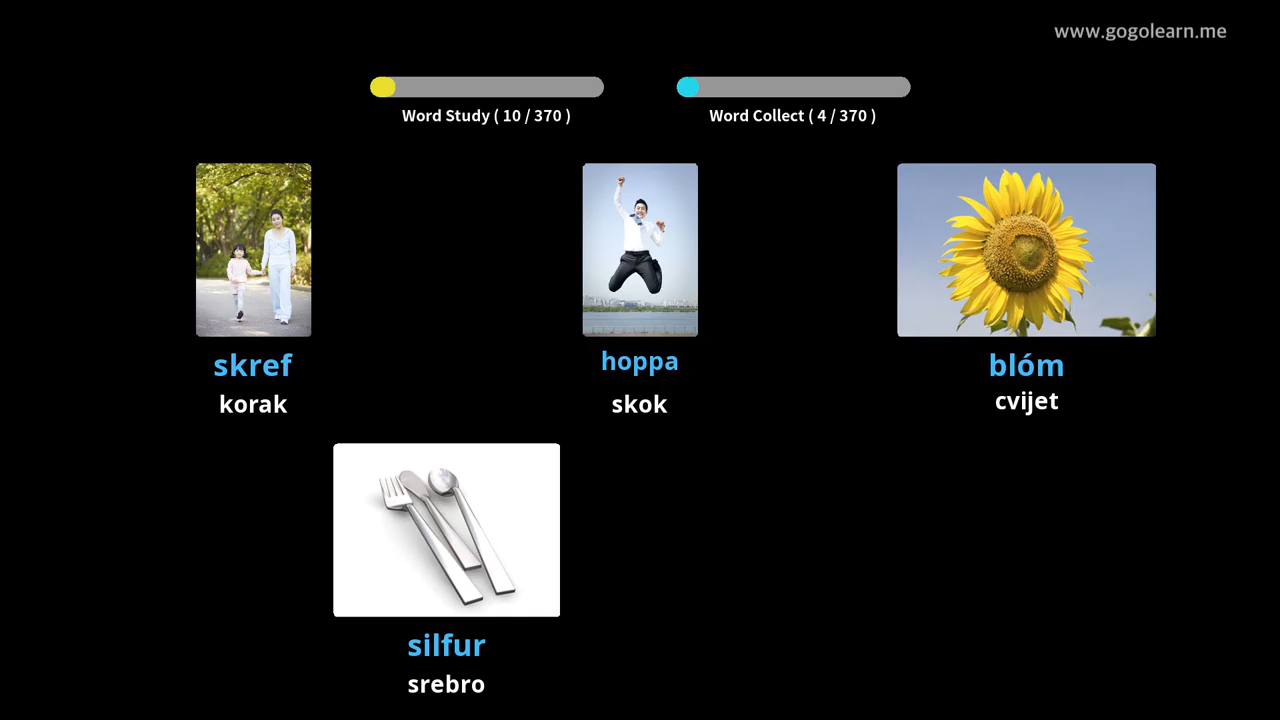 www.gogolearn.me
Word Study ( 10 / 370 )
Word Collect ( 4 / 370 )
skref
korak
hoppa
skok
blóm
cvijet
silfur
srebro